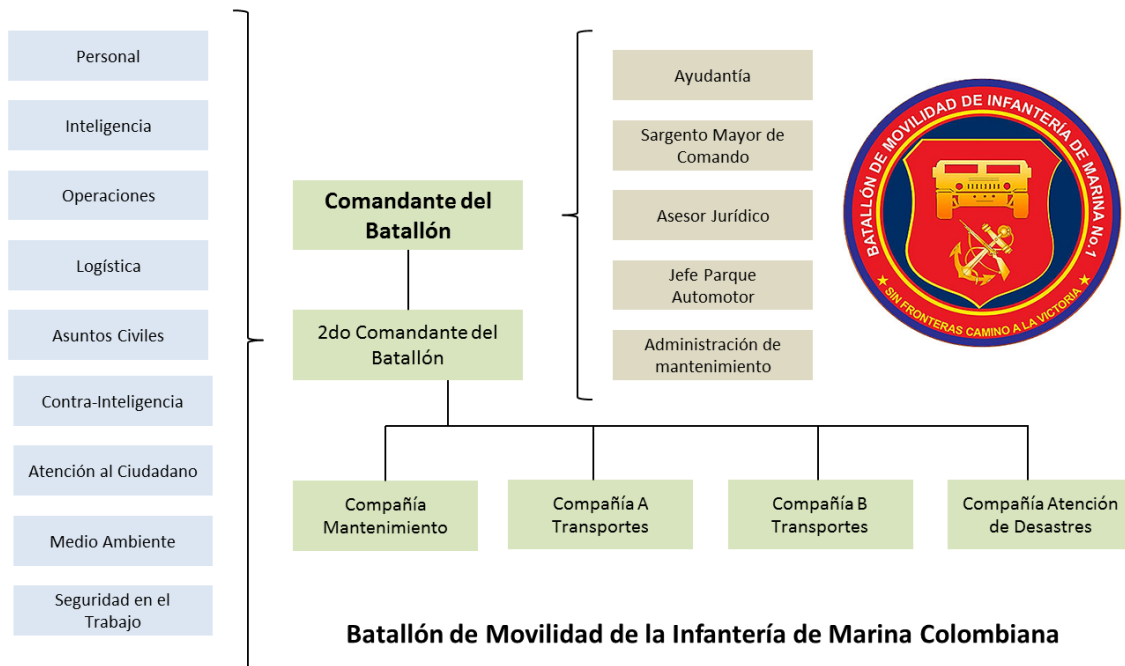 Personal
Inteligencia
Operaciones
Logística
Asuntos Civiles
Contra-Inteligencia
Atención al Ciudadano
Medio Ambiente
Seguridad en el
Trabajo
Comandante del
Batallón
2do Comandante del
Batallón
Ayudantía
Sargento Mayor de
Comando
Asesor Jurídico
Jefe Parque
Automotor
Administración de
mantenimiento
BATALLÓN DE MOVILIDAD DE INFANTERÍA DE MARINA No.1
SIN FRONTERAS CAMINO A LA VICTORIA
Compañía
Mantenimiento
Compañía A
Transportes
Compañía B
Transportes
Compañía Atención
de Desastres
Batallón de Movilidad de la Infantería de Marina Colombiana